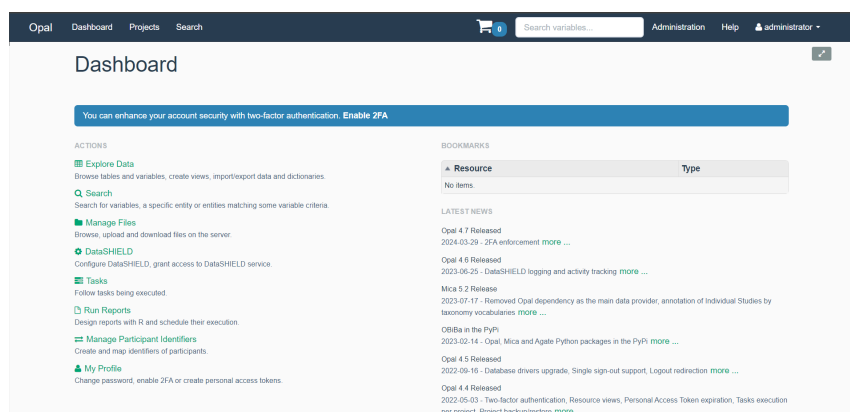 Opal Dashboard Projects Search 0 Search variables... Administration Help administrator
Dashboard
You can enhance your account security with two-factor authentication. Enable 2FA
ACTIONS
Explore Data
Browse tables and variables, create views, import/export data and dictionaries.
Search
Search for variables, a specific entity or entities matching some variable criteria.
Manage Files
Browse, upload and download files on the server.
DataSHIELD
Configure DataSHIELD, grant access to DataSHIELD service.
Tasks
Follow tasks being executed.
Run Reports
Design reports with R and schedule their execution.
Manage Participant Identifiers
Create and map identifiers of participants.
My Profile
Change password, enable 2FA or create personal access tokens.
BOOKMARKS
Resource Type
No items.
LATEST NEWS
Opal 4.7 Released
2024-03-29 - 2FA enforcement more ...
Opal 4.6 Released
2023-06-25 - DataSHIELD logging and activity tracking more ...
Mica 5.2 Release
2023-07-17 - Removed Opal dependency as the main data provider, annotation of Individual Studies by
taxonomy vocabularies more ...
OBiBa in the PyPi
2023-02-14 - Opal, Mica and Agate Python packages in the PyPi more ...
Opal 4.5 Released
2022-09-16 - Database drivers upgrade, Single sign-out support, Logout redirection more ...
Opal 4.4 Released
2022-05-03 - Two-factor authentication, Resource views, Personal Access Token expiration, Tasks execution
per project, Project backup/restore more